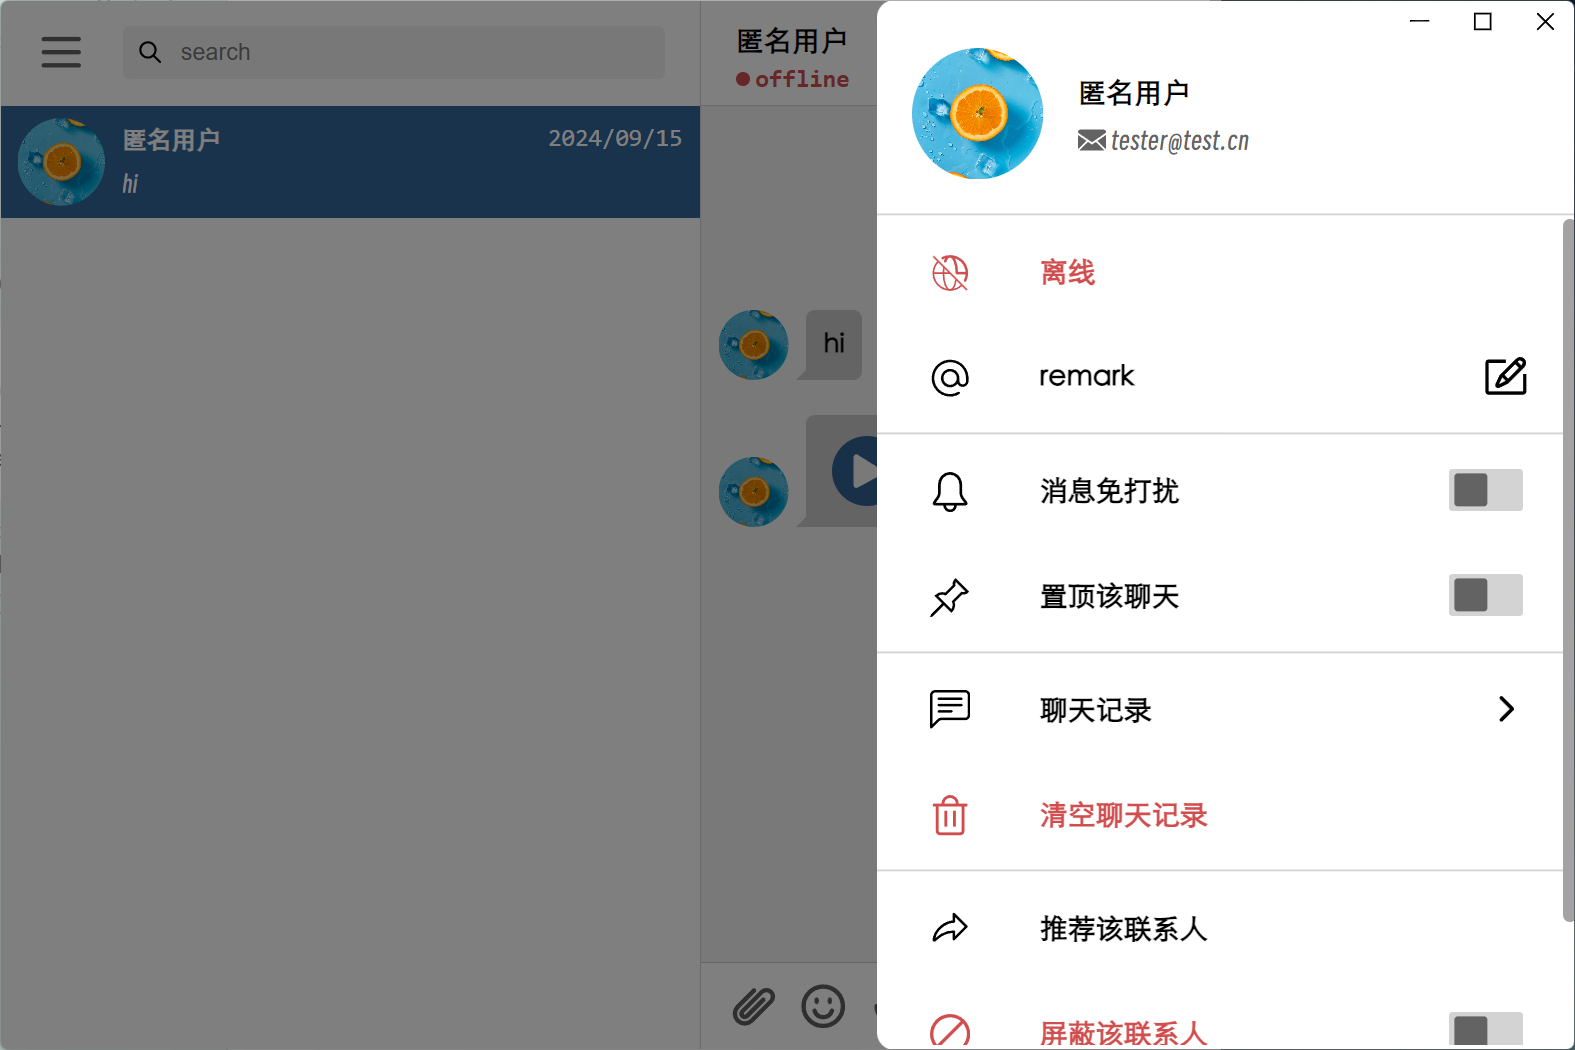 search
匿名用户
2024/09/15
hi
匿名用户
offline
hi
匿名用户
tester@test.cn
离线
remark
消息免打扰
置顶该聊天
聊天记录
清空聊天记录
推荐该联系人
屏蔽该联系人